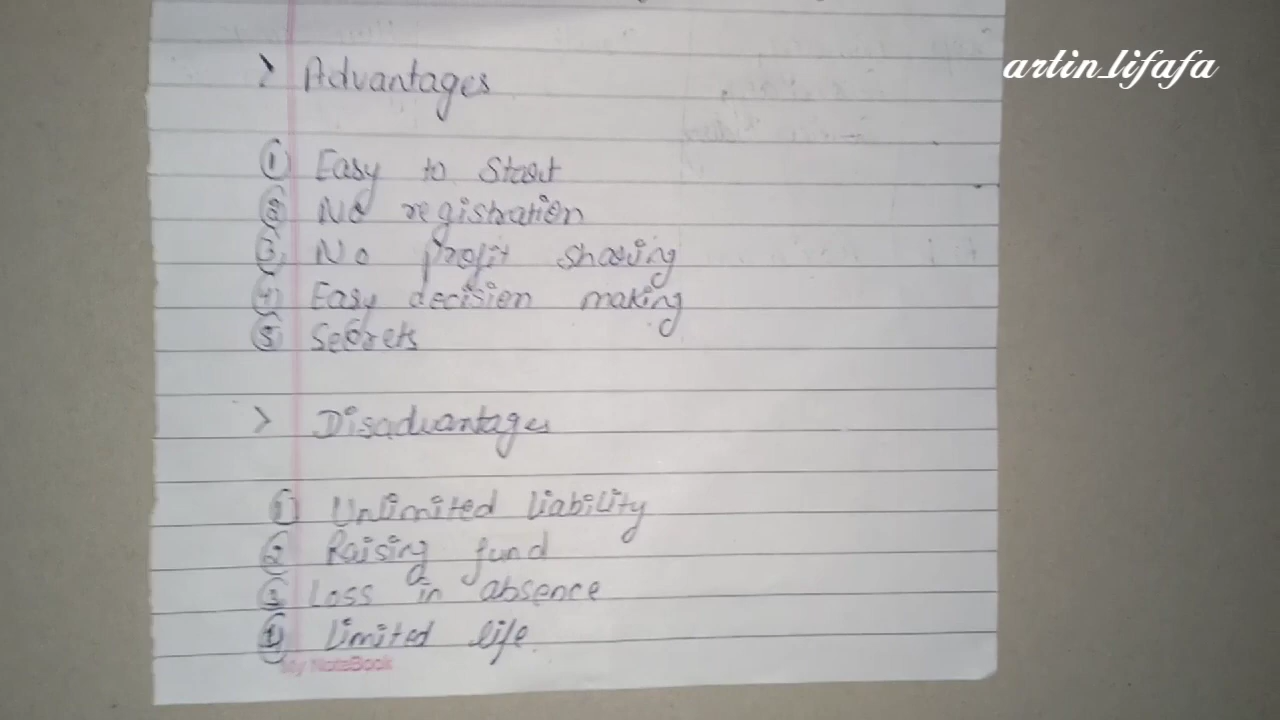 artin_lifafa
> Advantages
① Easy to Start
② No registration
③ No profit sharing
④ Easy decision making
⑤ Secrets
> Disadvantages
① Unlimited liability
② Raising fund
③ Loss in absence
④ Limited life.
My NoteBook